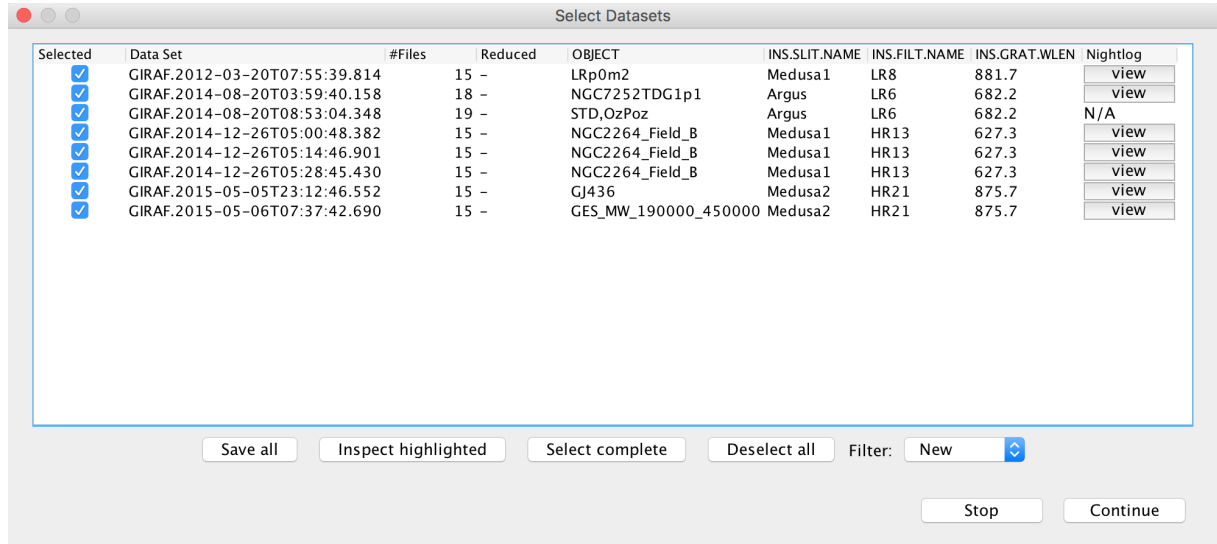 Select Datasets
Selected Data Set #Files Reduced OBJECT INS.SLIT.NAME INS.FILT.NAME INS.GRAT.WLEN Nightlog
GIRAF.2012-03-20T07:55:39.814 15 - LRp0m2 Medusa1 LR8 881.7 view
GIRAF.2014-08-20T03:59:40.158 18 - NGC7252TDG1p1 Argus LR6 682.2 view
GIRAF.2014-08-20T08:53:04.348 19 - STD,OzPoz Argus LR6 682.2 N/A
GIRAF.2014-12-26T05:00:48.382 15 - NGC2264_Field_B Medusa1 HR13 627.3 view
GIRAF.2014-12-26T05:14:46.901 15 - NGC2264_Field_B Medusa1 HR13 627.3 view
GIRAF.2014-12-26T05:28:45.430 15 - NGC2264_Field_B Medusa1 HR13 627.3 view
GIRAF.2015-05-05T23:12:46.552 15 - GJ436 Medusa2 HR21 875.7 view
GIRAF.2015-05-06T07:37:42.690 15 - GES_MW_190000_450000 Medusa2 HR21 875.7 view
Save all Inspect highlighted Select complete Deselect all Filter: New
Stop Continue